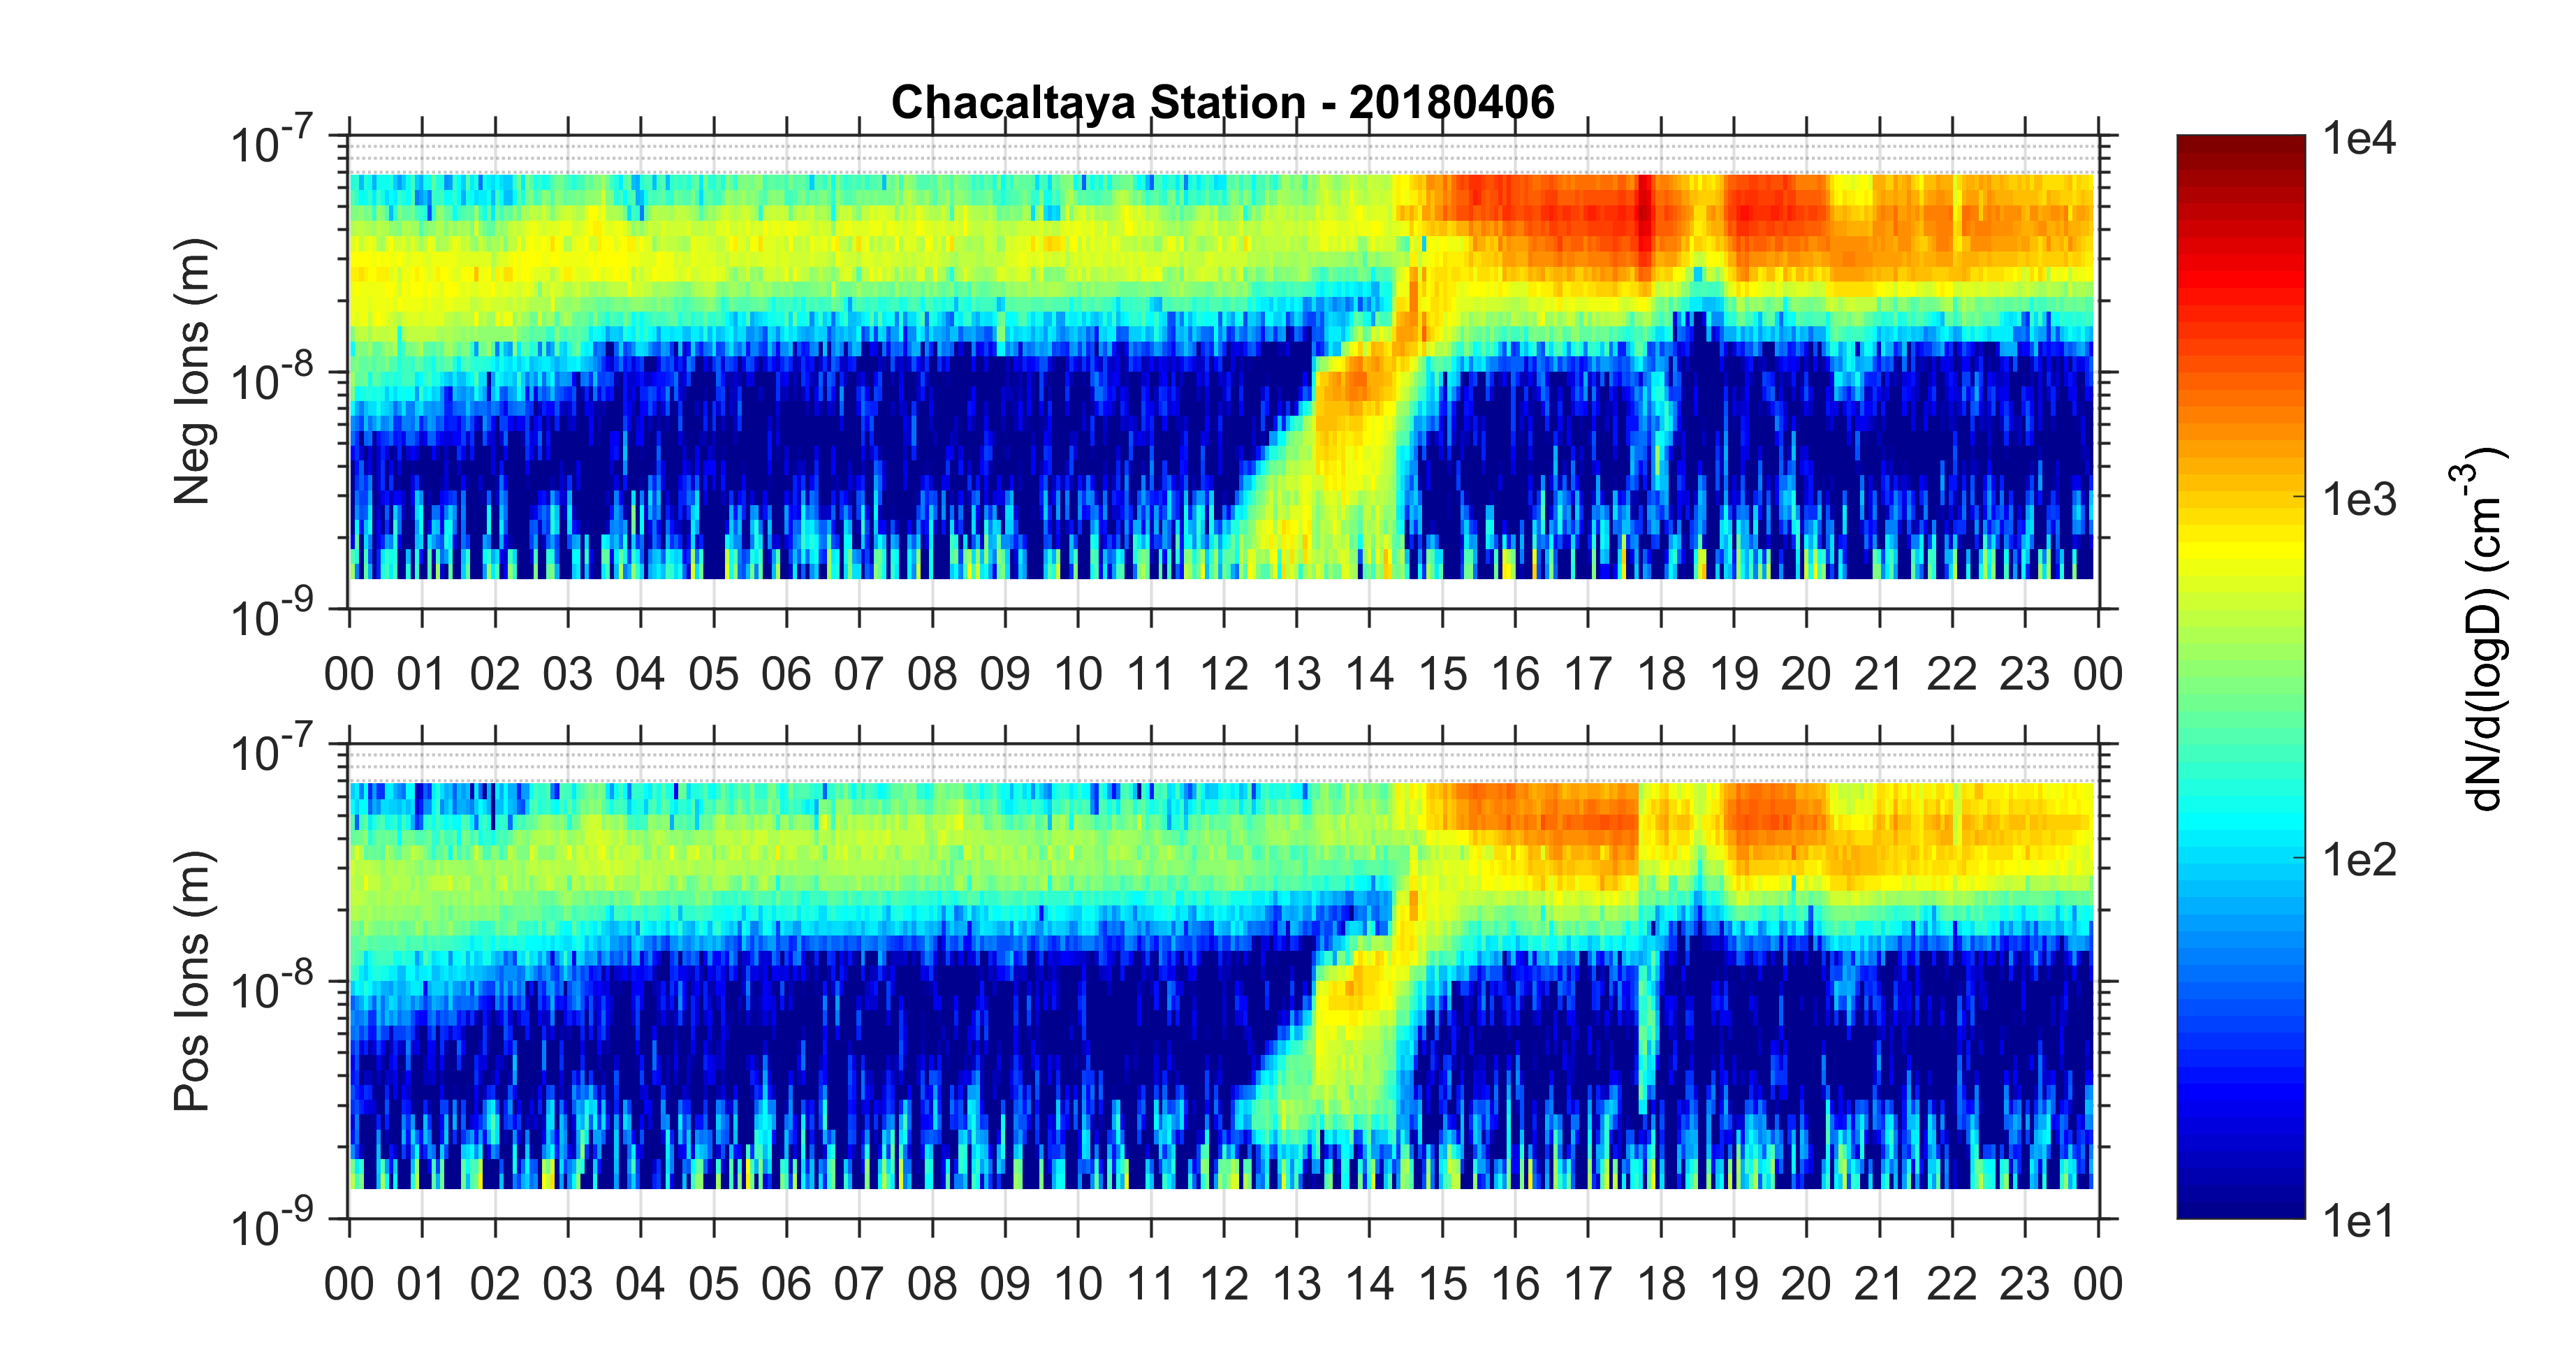 Chacaltaya Station - 20180406
10-7
10-8
10-9
Neg Ions (m)
00 01 02 03 04 05 06 07 08 09 10 11 12 13 14 15 16 17 18 19 20 21 22 23 00
10-7
10-8
10-9
Pos Ions (m)
00 01 02 03 04 05 06 07 08 09 10 11 12 13 14 15 16 17 18 19 20 21 22 23 00
1e4
1e3
1e2
1e1
dN/d(logD) (cm-3)